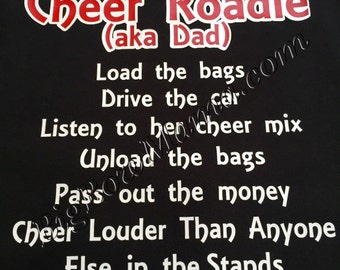 Cheer Roadie
(aka Dad)
Load the bags
Drive the car
Listen to her cheer mix
Unload the bags
Pass out the money
Cheer Louder Than Anyone
Else in the Stands